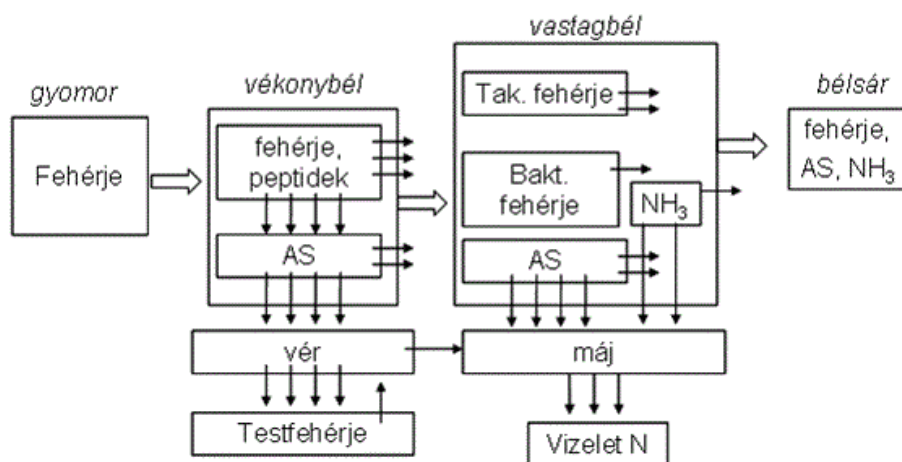 gyomor
Fehérje
vékonybél
fehérje,
peptidek
AS
vér
Testfehérje
vastagbél
Tak. fehérje
Bakt.
fehérje
NH₃
AS
máj
Vizelet N
bélsár
fehérje,
AS, NH₃